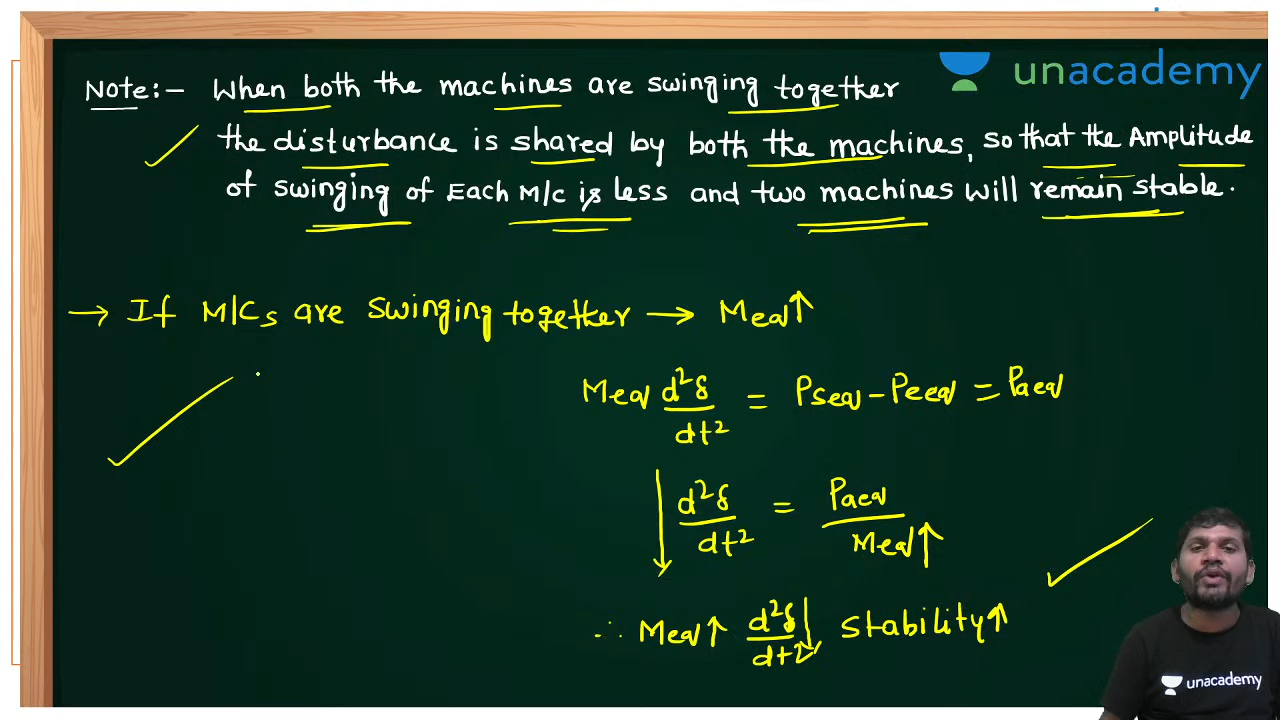 unacademy
Note:- When both the machines are swinging together
the disturbance is shared by both the machines, so that the Amplitude
of swinging of Each M/c is less and two machines will remain stable.
→ If M/Cs are swinging together → Meq↑
Meq d²δ/dt² = Pseq - Peeq = Paeq
↓ d²δ/dt² = Paeq/Meq↑
∴ Meq↑ d²δ/dt²↓ stability↑
unacademy